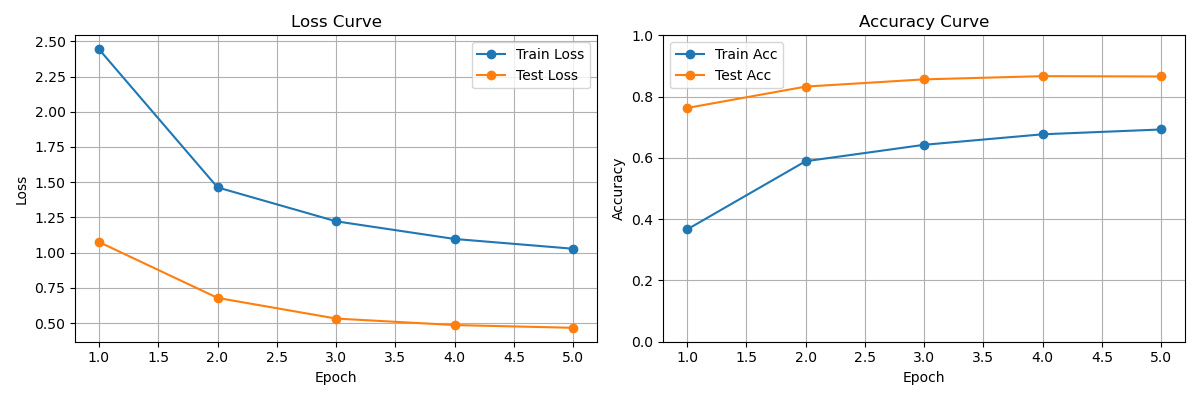 Loss Curve
Train Loss
Test Loss
2.50
2.25
2.00
1.75
1.50
1.25
1.00
0.75
0.50
Loss
1.0 1.5 2.0 2.5 3.0 3.5 4.0 4.5 5.0
Epoch
Accuracy Curve
Train Acc
Test Acc
1.0
0.8
0.6
0.4
0.2
0.0
Accuracy
1.0 1.5 2.0 2.5 3.0 3.5 4.0 4.5 5.0
Epoch